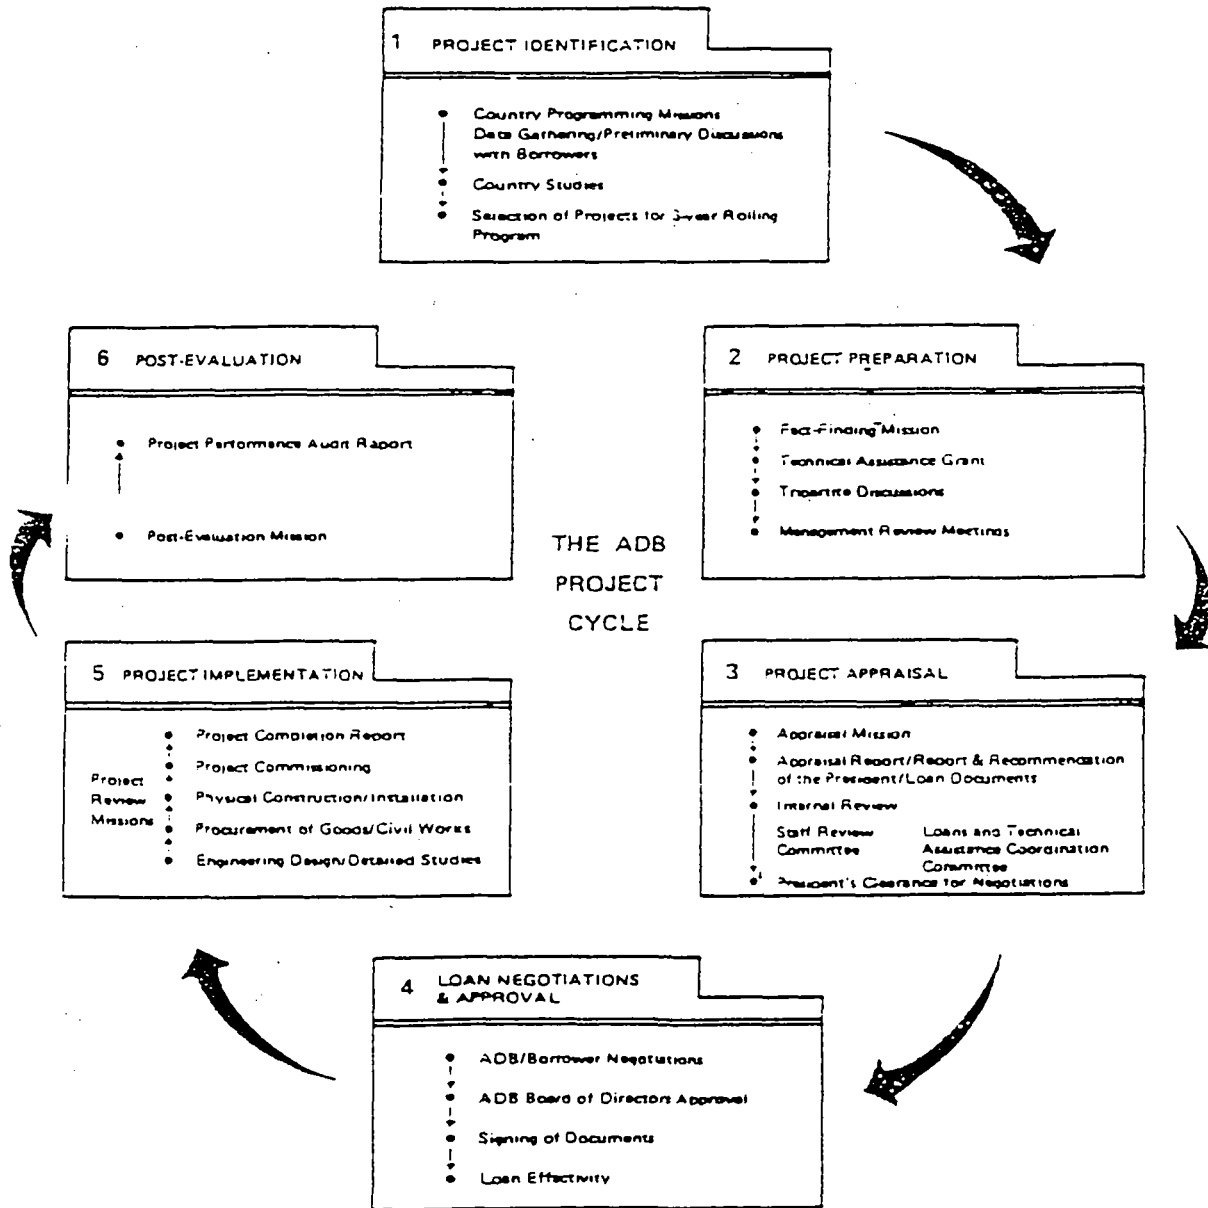 1 PROJECT IDENTIFICATION
Country Programming Missions
Data Gathering/Preliminary Discussions
with Borrowers
Country Studies
Selection of Projects for 3-year Rolling
Program
2 PROJECT PREPARATION
Fact-Finding Mission
Technical Assistance Grant
Tripartite Discussions
Management Review Meetings
3 PROJECT APPRAISAL
Appraisal Mission
Appraisal Report/Report & Recommendation
of the President/Loan Documents
Internal Review
Staff Review
Committee
Loans and Technical
Assistance Coordination
Committee
President's Clearance for Negotiations
4 LOAN NEGOTIATIONS
& APPROVAL
ADB/Borrower Negotiations
ADB Board of Directors Approval
Signing of Documents
Loan Effectivity
5 PROJECT IMPLEMENTATION
Project
Review
Missions
Project Completion Report
Project Commissioning
Physical Construction/Installation
Procurement of Goods/Civil Works
Engineering Design/Detailed Studies
6 POST-EVALUATION
Project Performance Audit Report
Post-Evaluation Mission
THE ADB
PROJECT
CYCLE